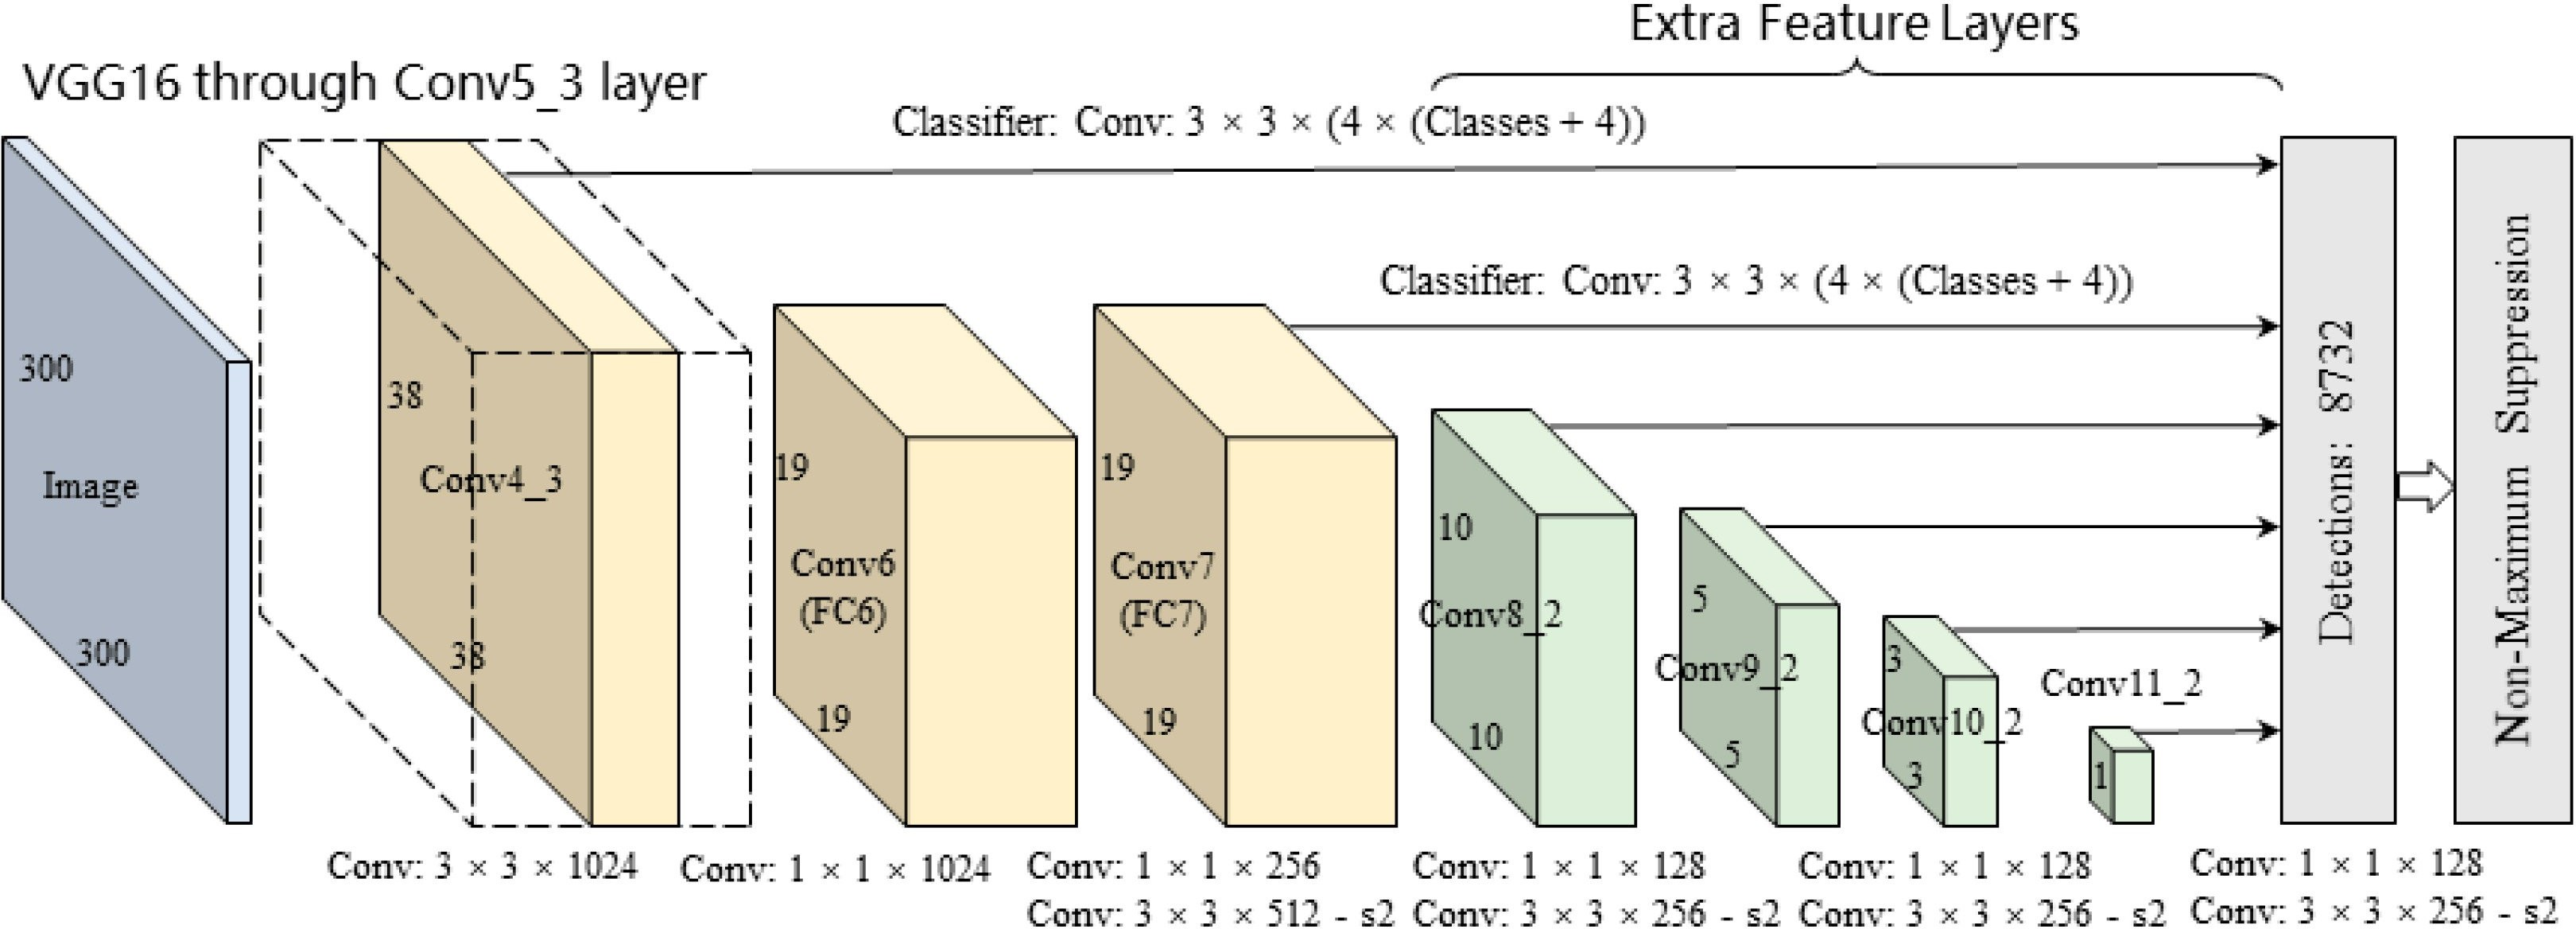 Extra Feature Layers
VGG16 through Conv5_3 layer
Classifier: Conv: 3 × 3 × (4 × (Classes + 4))
Classifier: Conv: 3 × 3 × (4 × (Classes + 4))
300
Image
300
38
Conv4_3
38
19
Conv6
(FC6)
19
19
Conv7
(FC7)
19
10
Conv8_2
10
5
Conv9_2
5
3
Conv10_2
3
Conv11_2
1
Detections: 8732
Non-Maximum Suppression
Conv: 3 × 3 × 1024
Conv: 1 × 1 × 1024
Conv: 1 × 1 × 256
Conv: 3 × 3 × 512 - s2
Conv: 1 × 1 × 128
Conv: 3 × 3 × 256 - s2
Conv: 1 × 1 × 128
Conv: 3 × 3 × 256 - s2
Conv: 1 × 1 × 128
Conv: 3 × 3 × 256 - s2